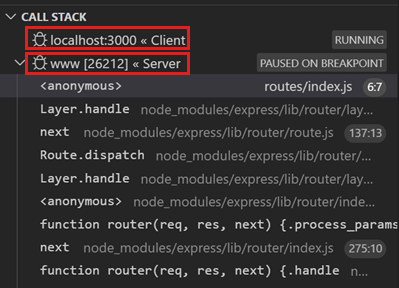 CALL STACK
localhost:3000 « Client RUNNING
www [26212] « Server PAUSED ON BREAKPOINT
<anonymous> routes/index.js 6:7
Layer.handle node_modules/express/lib/router/lay...
next node_modules/express/lib/router/route.js 137:13
Route.dispatch node_modules/express/lib/router/...
Layer.handle node_modules/express/lib/router/lay...
<anonymous> node_modules/express/lib/router/inde...
function router(req, res, next) {.process_params
next node_modules/express/lib/router/index.js 275:10
function router(req, res, next) {.handle n...